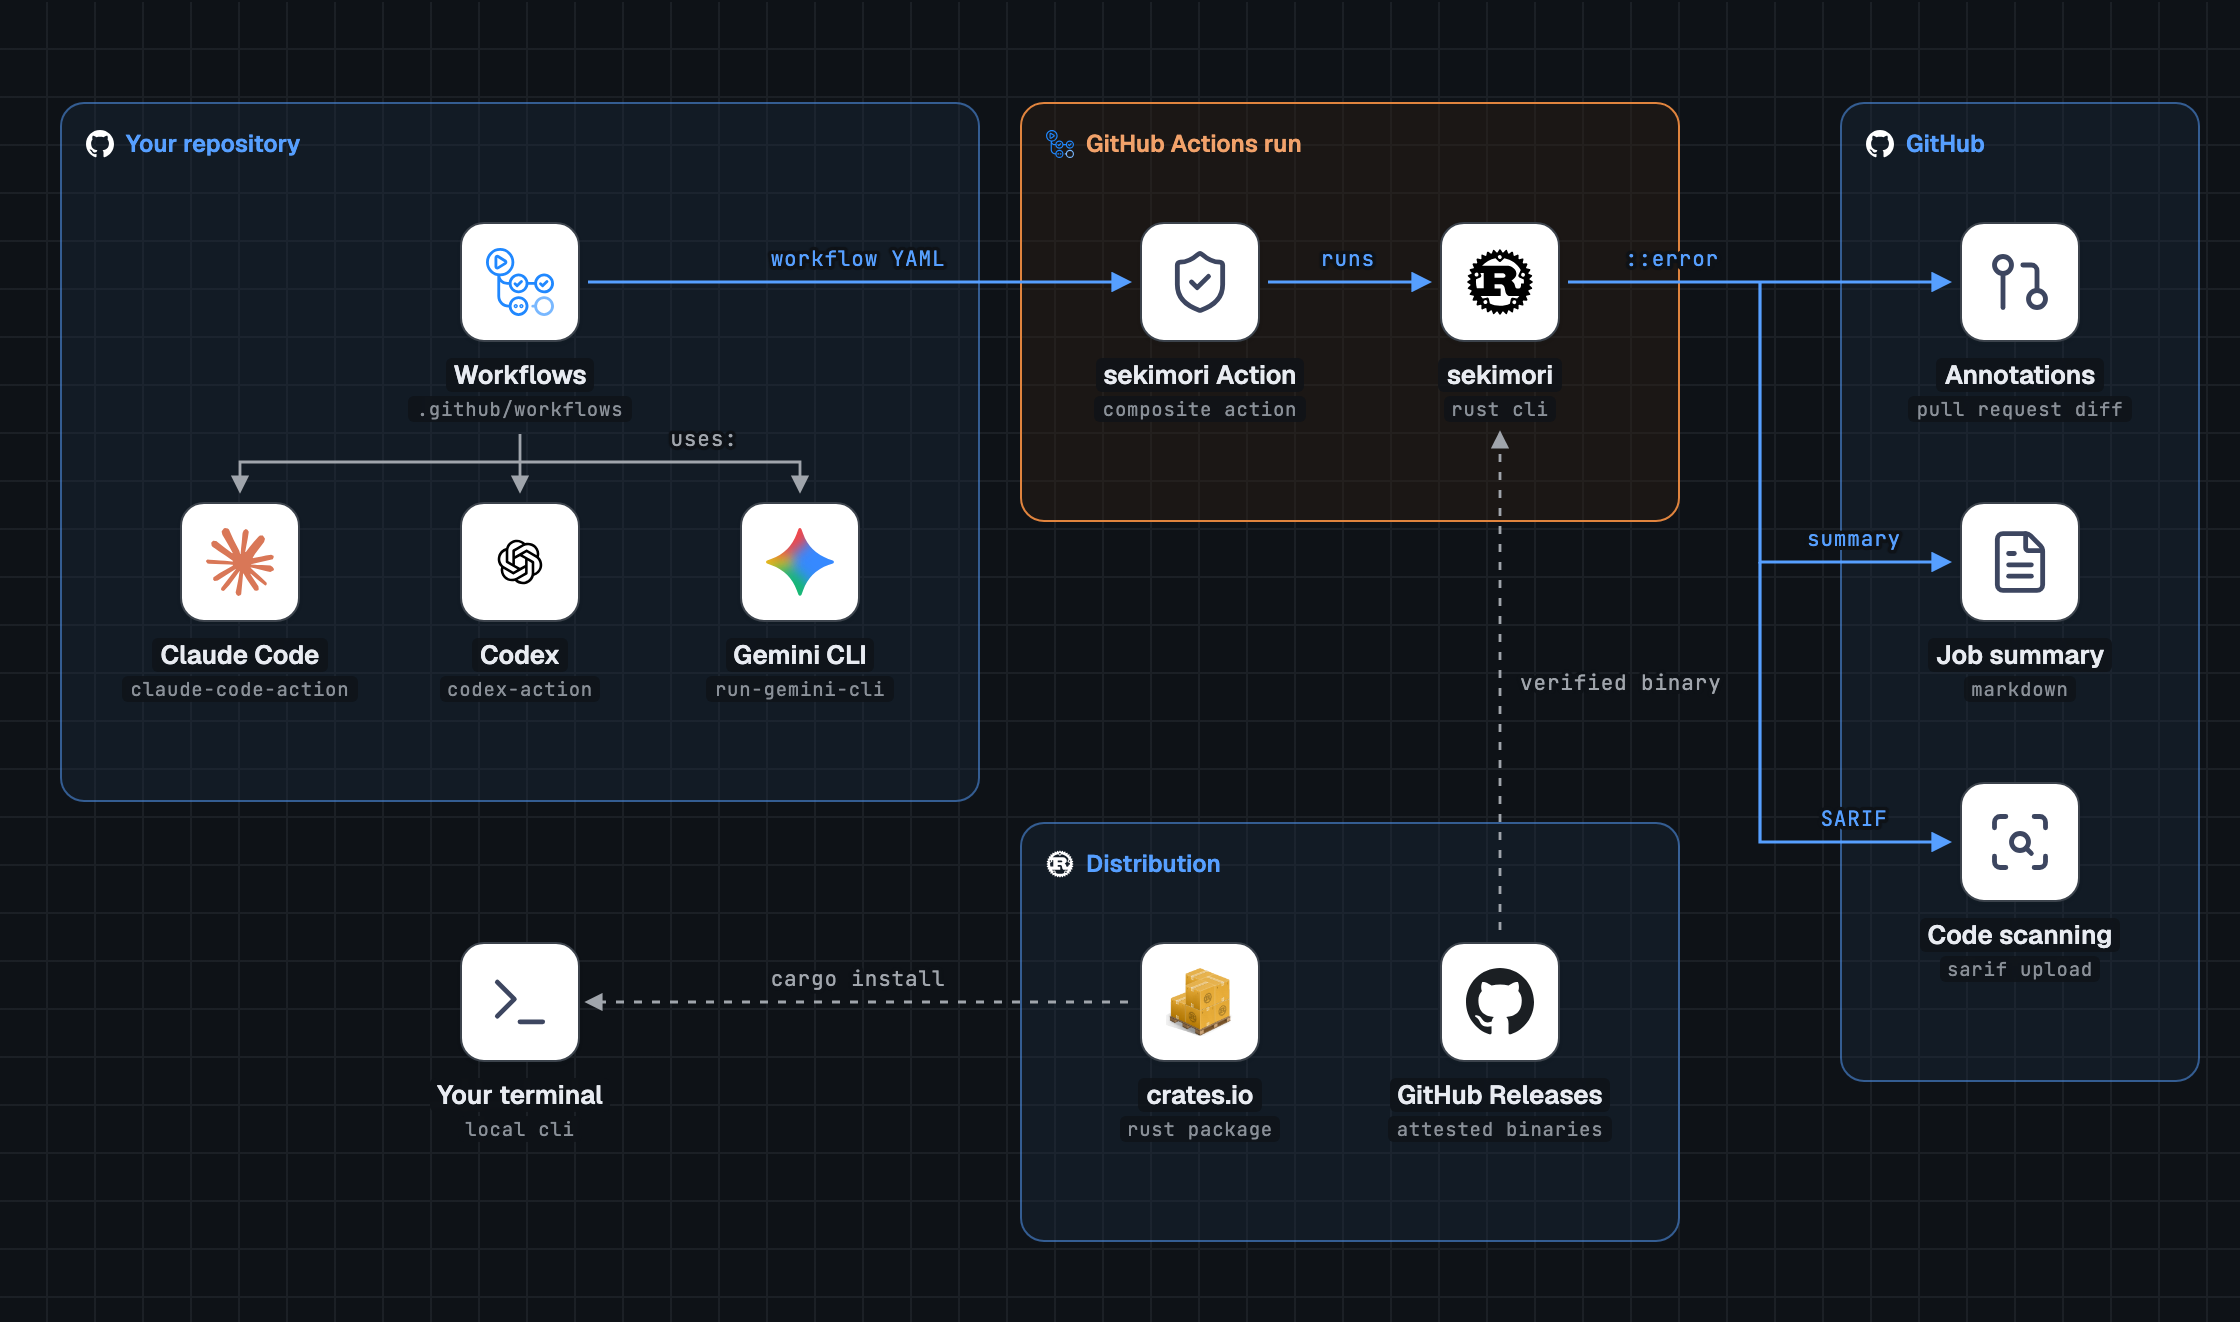 Your repository
Workflows
.github/workflows
uses:
Claude Code
claude-code-action
Codex
codex-action
Gemini CLI
run-gemini-cli
workflow YAML
GitHub Actions run
sekimori Action
composite action
runs
sekimori
rust cli
::error
verified binary
GitHub
Annotations
pull request diff
summary
Job summary
markdown
SARIF
Code scanning
sarif upload
Distribution
crates.io
rust package
GitHub Releases
attested binaries
cargo install
Your terminal
local cli